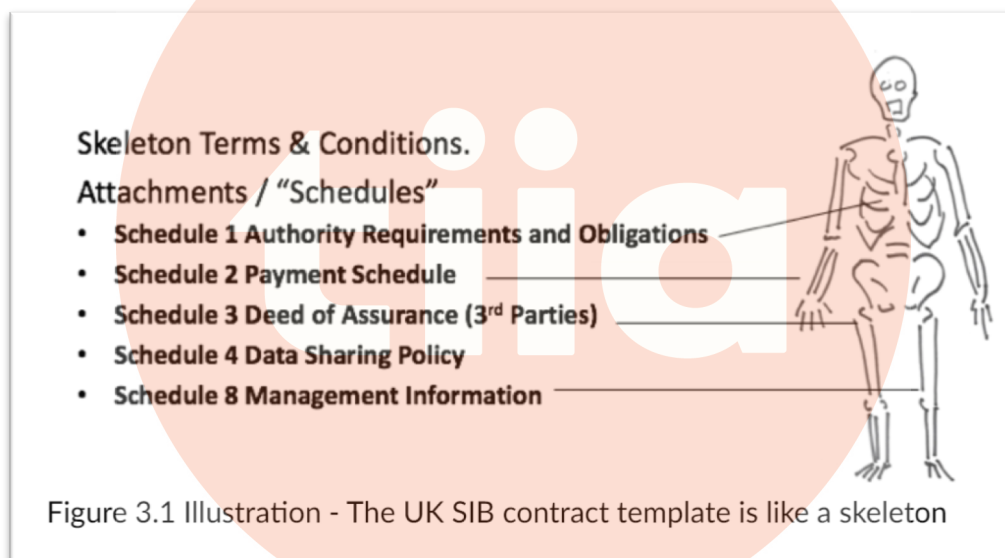 Skeleton Terms & Conditions.
Attachments / “Schedules”
• Schedule 1 Authority Requirements and Obligations
• Schedule 2 Payment Schedule
• Schedule 3 Deed of Assurance (3rd Parties)
• Schedule 4 Data Sharing Policy
• Schedule 8 Management Information
tiia
Figure 3.1 Illustration - The UK SIB contract template is like a skeleton